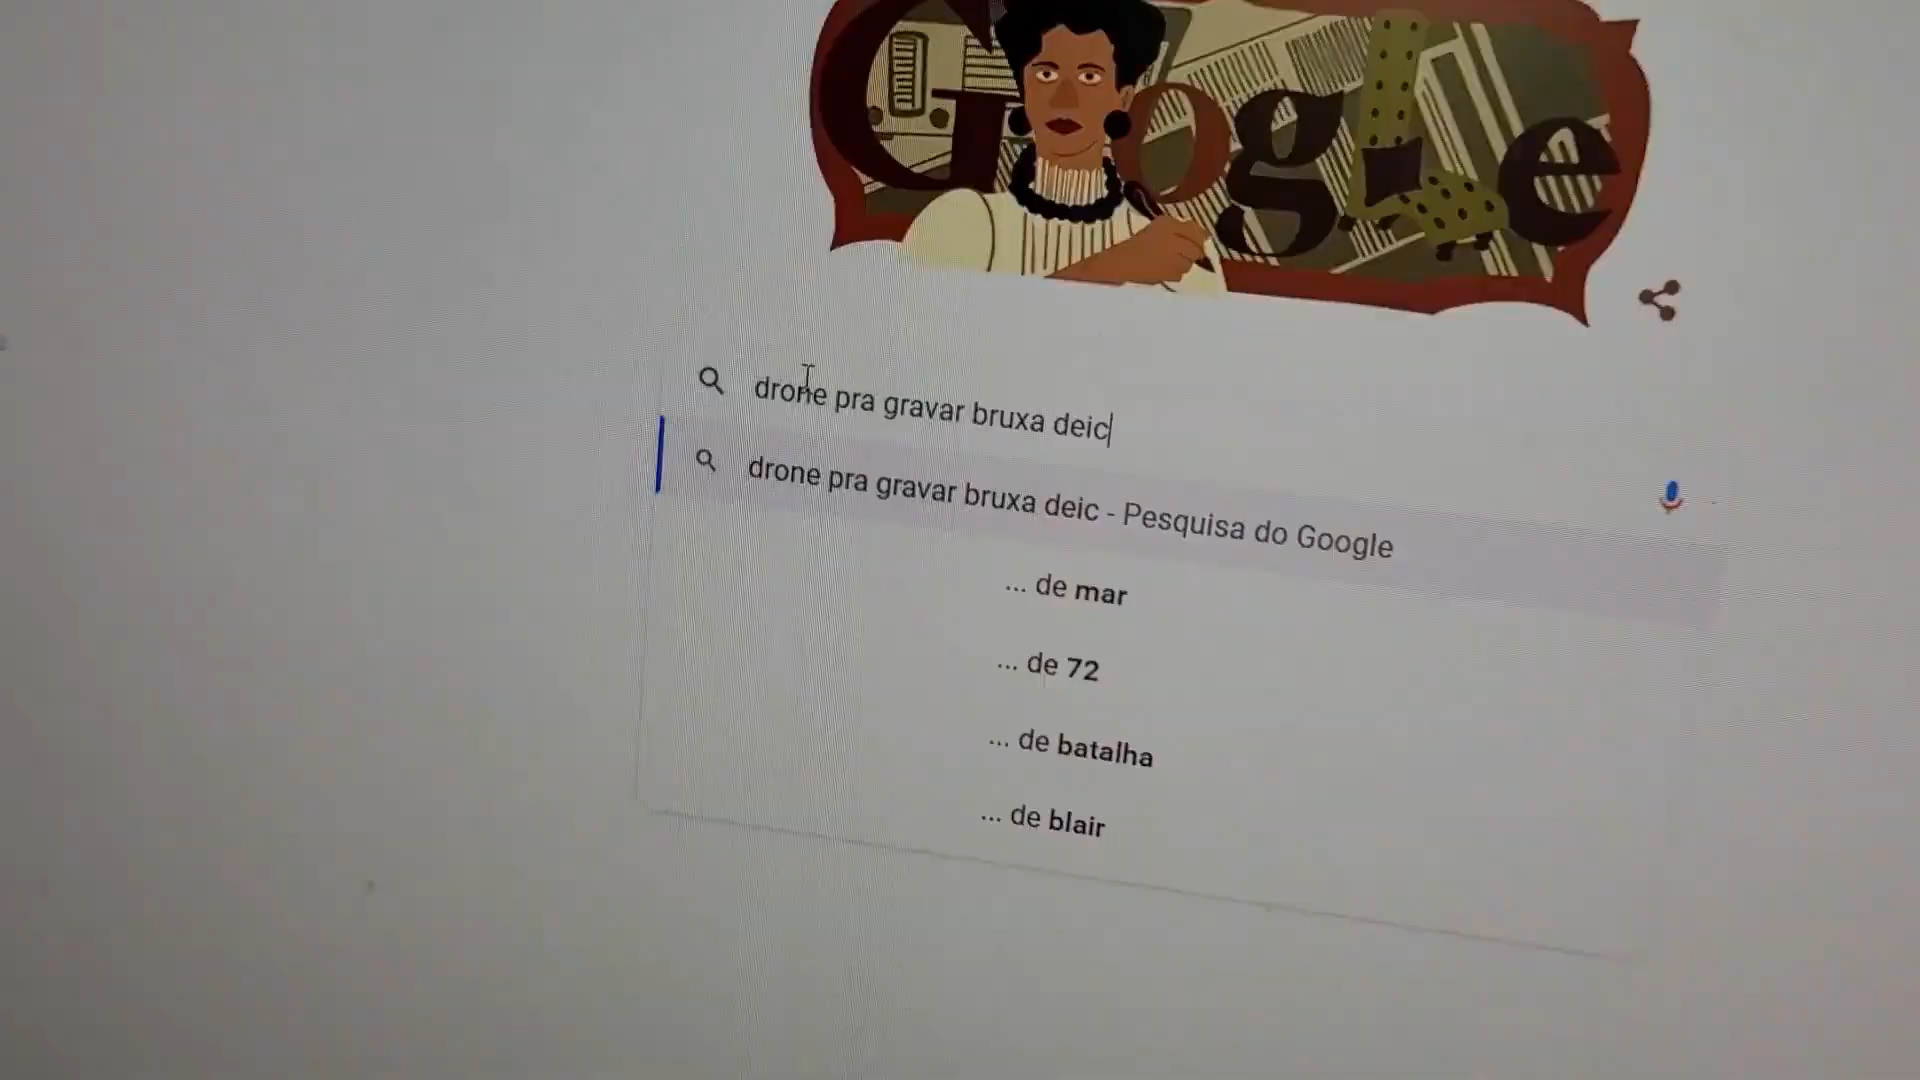 Google
drone pra gravar bruxa deic
drone pra gravar bruxa deic - Pesquisa do Google
... de mar
... de 72
... de batalha
... de blair